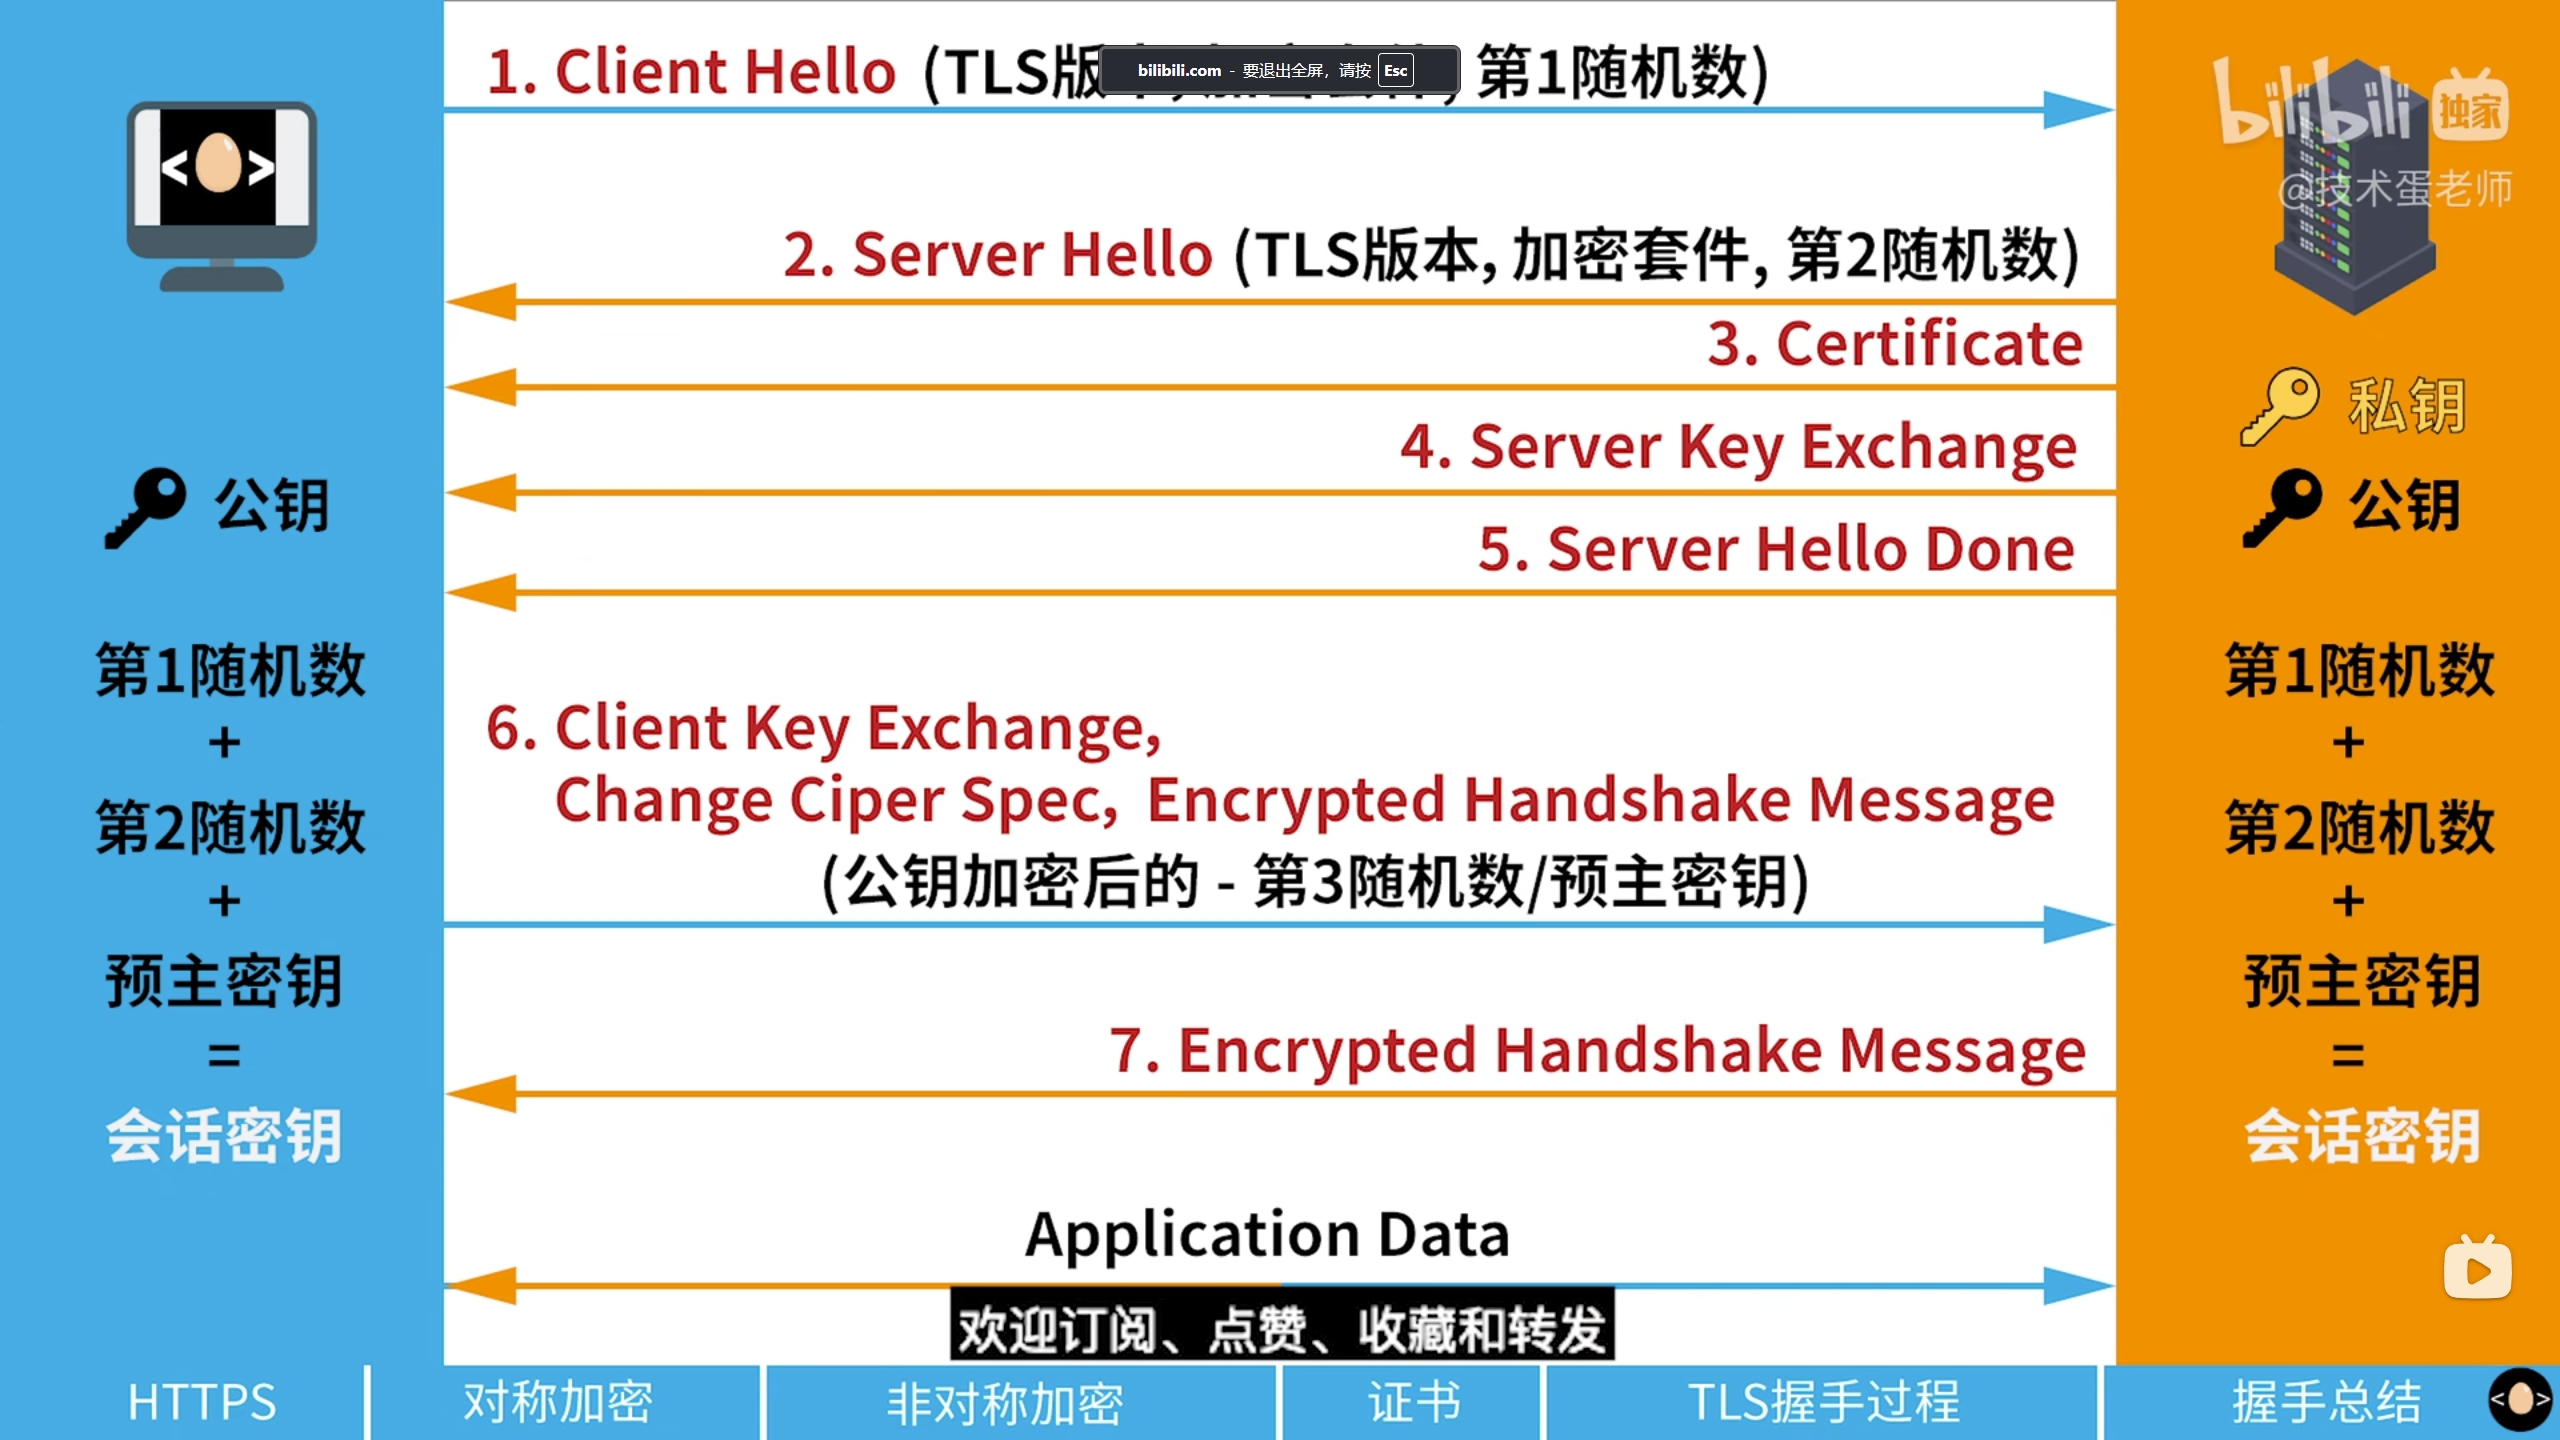 1. Client Hello (TLS版 第1随机数)
bilibili.com - 要退出全屏，请按 Esc
bilibili 独家
@技术蛋老师
2. Server Hello (TLS版本, 加密套件, 第2随机数)
3. Certificate
私钥
4. Server Key Exchange
公钥
公钥
5. Server Hello Done
第1随机数
+
第2随机数
+
预主密钥
=
会话密钥
6. Client Key Exchange,
Change Ciper Spec, Encrypted Handshake Message
(公钥加密后的 - 第3随机数/预主密钥)
7. Encrypted Handshake Message
第1随机数
+
第2随机数
+
预主密钥
=
会话密钥
Application Data
欢迎订阅、点赞、收藏和转发
HTTPS 对称加密 非对称加密 证书 TLS握手过程 握手总结